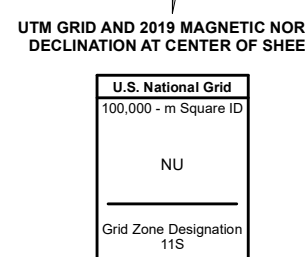 UTM GRID AND 2019 MAGNETIC NOR
DECLINATION AT CENTER OF SHEE
U.S. National Grid
100,000 - m Square ID
NU
Grid Zone Designation
11S